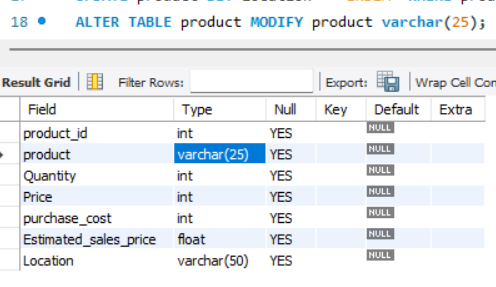 18 ALTER TABLE product MODIFY product varchar(25);
Result Grid Filter Rows: Export: Wrap Cell Con
Field Type Null Key Default Extra
product_id int YES NULL
product varchar(25) YES NULL
Quantity int YES NULL
Price int YES NULL
purchase_cost int YES NULL
Estimated_sales_price float YES NULL
Location varchar(50) YES NULL